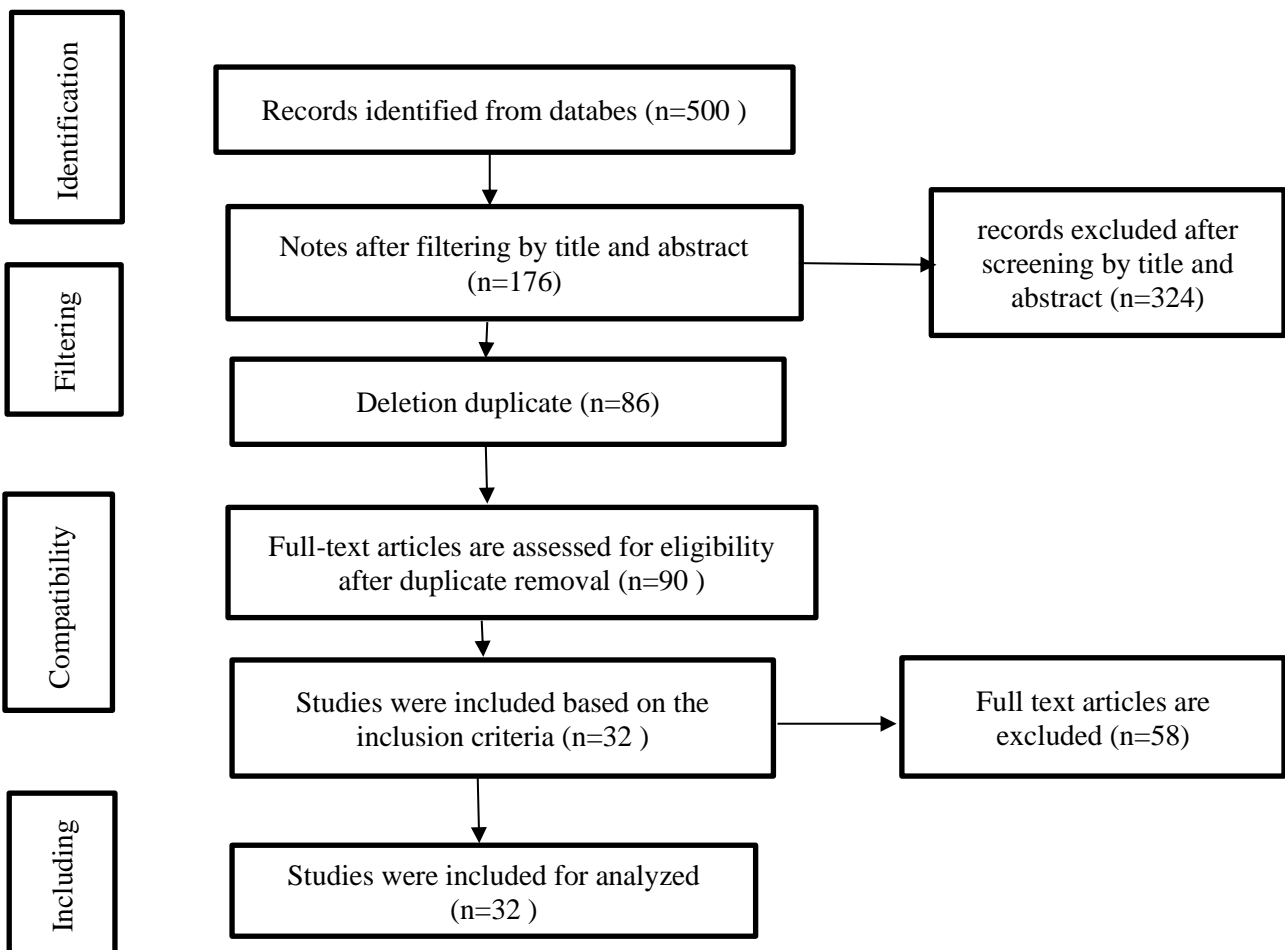 Identification
Records identified from databes (n=500 )
Notes after filtering by title and abstract
(n=176)
records excluded after
screening by title and
abstract (n=324)
Filtering
Deletion duplicate (n=86)
Compatibility
Full-text articles are assessed for eligibility
after duplicate removal (n=90 )
Studies were included based on the
inclusion criteria (n=32 )
Full text articles are
excluded (n=58)
Including
Studies were included for analyzed
(n=32 )